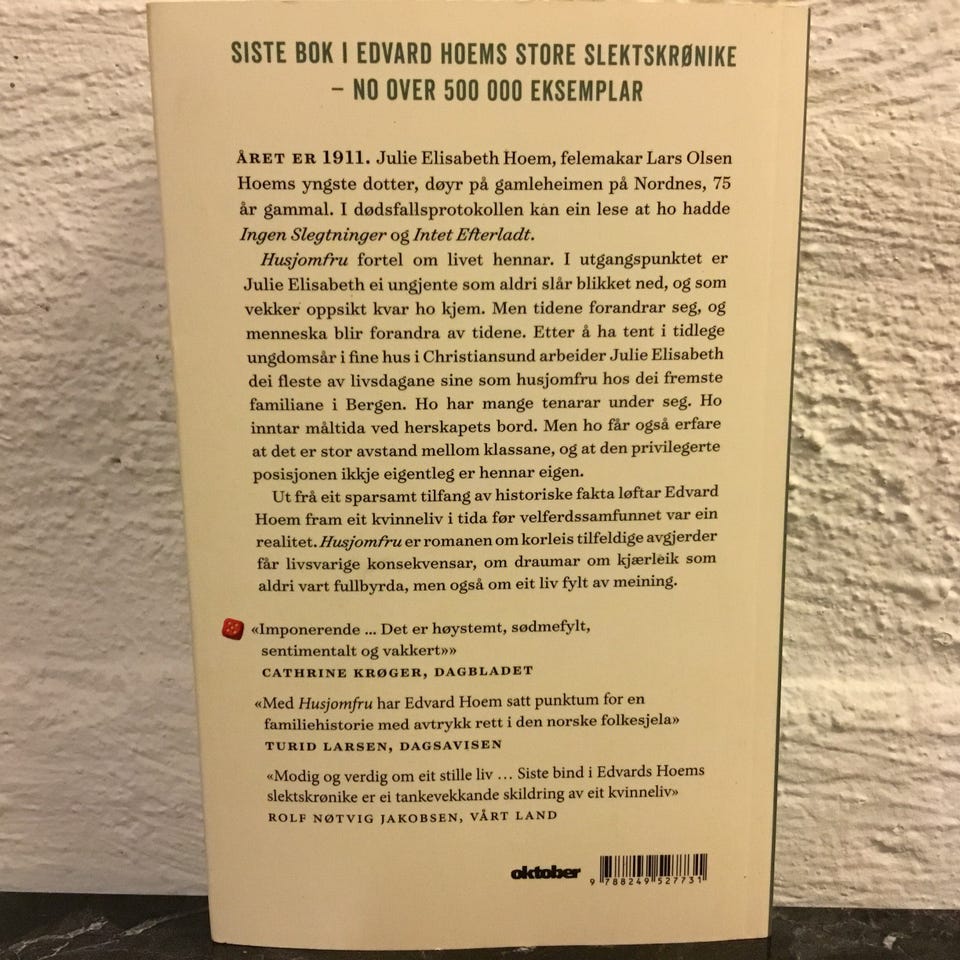 SISTE BOK I EDVARD HOEMS STORE SLEKTSKRØNIKE
– NO OVER 500 000 EKSEMPLAR
ÅRET ER 1911. Julie Elisabeth Hoem, felemakar Lars Olsen
Hoems yngste dotter, døyr på gamleheimen på Nordnes, 75
år gammal. I dødsfallsprotokollen kan ein lese at ho hadde
Ingen Slegtninger og Intet Efterladt.
Husjomfru fortel om livet hennar. I utgangspunktet er
Julie Elisabeth ei ungjente som aldri slår blikket ned, og som
vekker oppsikt kvar ho kjem. Men tidene forandrar seg, og
menneska blir forandra av tidene. Etter å ha tent i tidlege
ungdomsår i fine hus i Christiansund arbeider Julie Elisabeth
dei fleste av livsdagane sine som husjomfru hos dei fremste
familiane i Bergen. Ho har mange tenarar under seg. Ho
inntar måltida ved herskapets bord. Men ho får også erfare
at det er stor avstand mellom klassane, og at den privilegerte
posisjonen ikkje eigentleg er hennar eigen.
Ut frå eit sparsamt tilfang av historiske fakta løftar Edvard
Hoem fram eit kvinneliv i tida før velferdssamfunnet var ein
realitet. Husjomfru er romanen om korleis tilfeldige avgjerder
får livsvarige konsekvensar, om draumar om kjærleik som
aldri vart fullbyrda, men også om eit liv fylt av meining.
«Imponerende ... Det er høystemt, sødmefylt,
sentimentalt og vakkert»»
CATHRINE KRØGER, DAGBLADET
«Med Husjomfru har Edvard Hoem satt punktum for en
familiehistorie med avtrykk rett i den norske folkesjela»
TURID LARSEN, DAGSAVISEN
«Modig og verdig om eit stille liv ... Siste bind i Edvards Hoems
slektskrønike er ei tankevekkande skildring av eit kvinneliv»
ROLF NØTVIG JAKOBSEN, VÅRT LAND
oktober
9 788249 527731